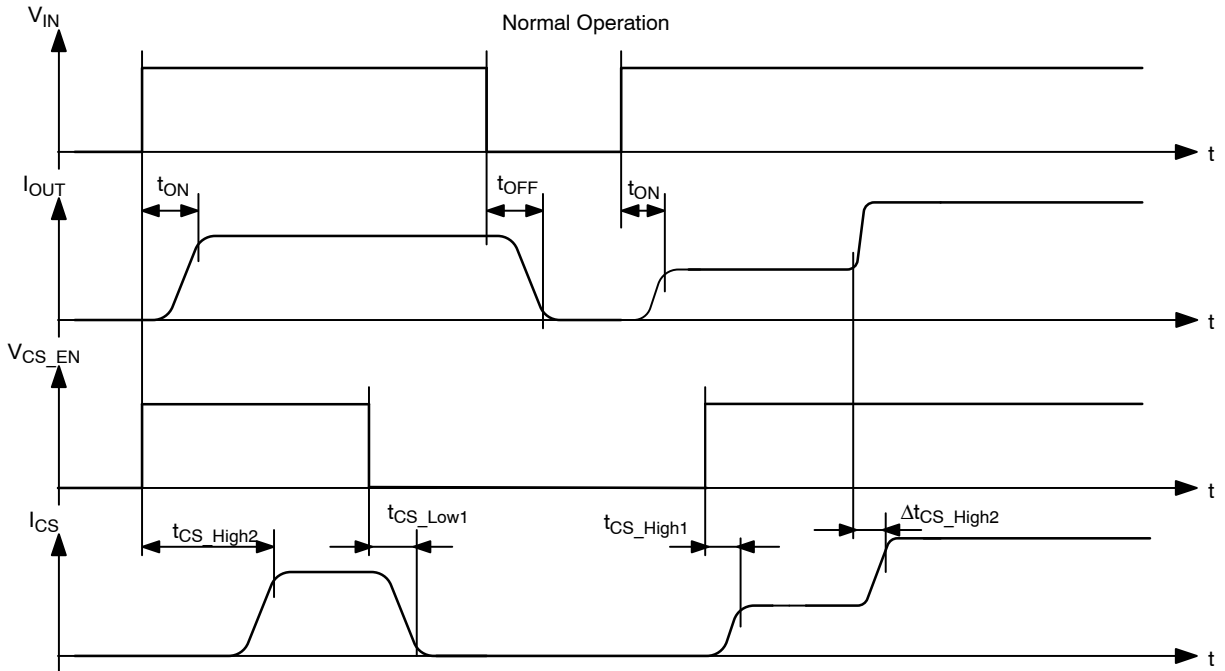 Normal Operation
V_IN
t
I_OUT
t_ON
t_OFF
t_ON
t
V_CS_EN
t
I_CS
t_CS_High2
t_CS_Low1
t_CS_High1
Δt_CS_High2
t